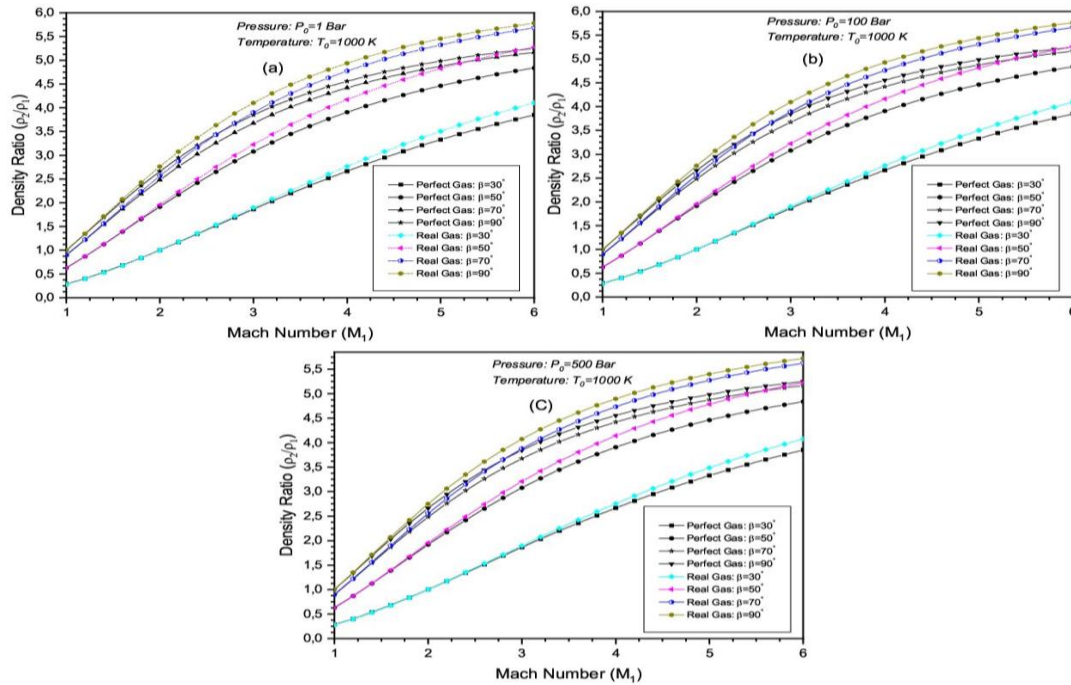 Pressure: P₀=1 Bar
Temperature: T₀=1000 K
(a)
Density Ratio (ρ₂/ρ₁)
6,0
5,5
5,0
4,5
4,0
3,5
3,0
2,5
2,0
1,5
1,0
0,5
0,0
Perfect Gas: β=30°
Perfect Gas: β=50°
Perfect Gas: β=70°
Perfect Gas: β=90°
Real Gas: β=30°
Real Gas: β=50°
Real Gas: β=70°
Real Gas: β=90°
1 2 3 4 5 6
Mach Number (M₁)
Pressure: P₀=100 Bar
Temperature: T₀=1000 K
(b)
Density Ratio (ρ₂/ρ₁)
6,0
5,5
5,0
4,5
4,0
3,5
3,0
2,5
2,0
1,5
1,0
0,5
0,0
Perfect Gas: β=30°
Perfect Gas: β=50°
Perfect Gas: β=70°
Perfect Gas: β=90°
Real Gas: β=30°
Real Gas: β=50°
Real Gas: β=70°
Real Gas: β=90°
1 2 3 4 5 6
Mach Number (M₁)
Pressure: P₀=500 Bar
Temperature: T₀=1000 K
(C)
Density Ratio (ρ₂/ρ₁)
5,5
5,0
4,5
4,0
3,5
3,0
2,5
2,0
1,5
1,0
0,5
0,0
Perfect Gas: β=30°
Perfect Gas: β=50°
Perfect Gas: β=70°
Perfect Gas: β=90°
Real Gas: β=30°
Real Gas: β=50°
Real Gas: β=70°
Real Gas: β=90°
1 2 3 4 5 6
Mach Number (M₁)